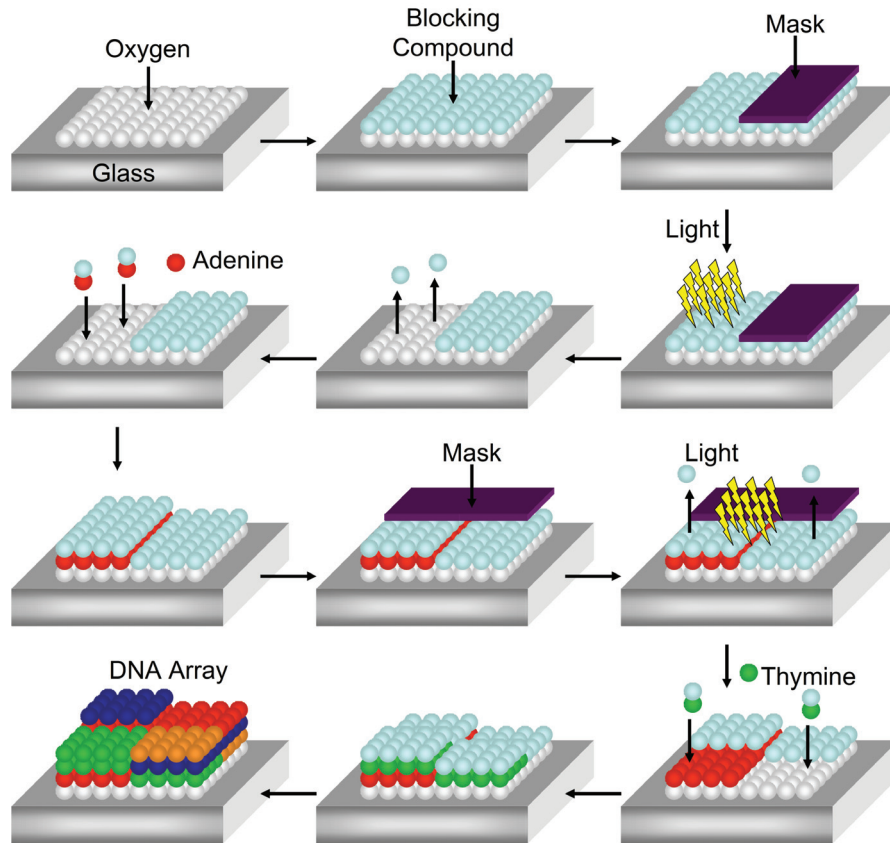 Oxygen
Blocking
Compound
Mask
Glass
Light
Adenine
Mask
Light
DNA Array
Thymine